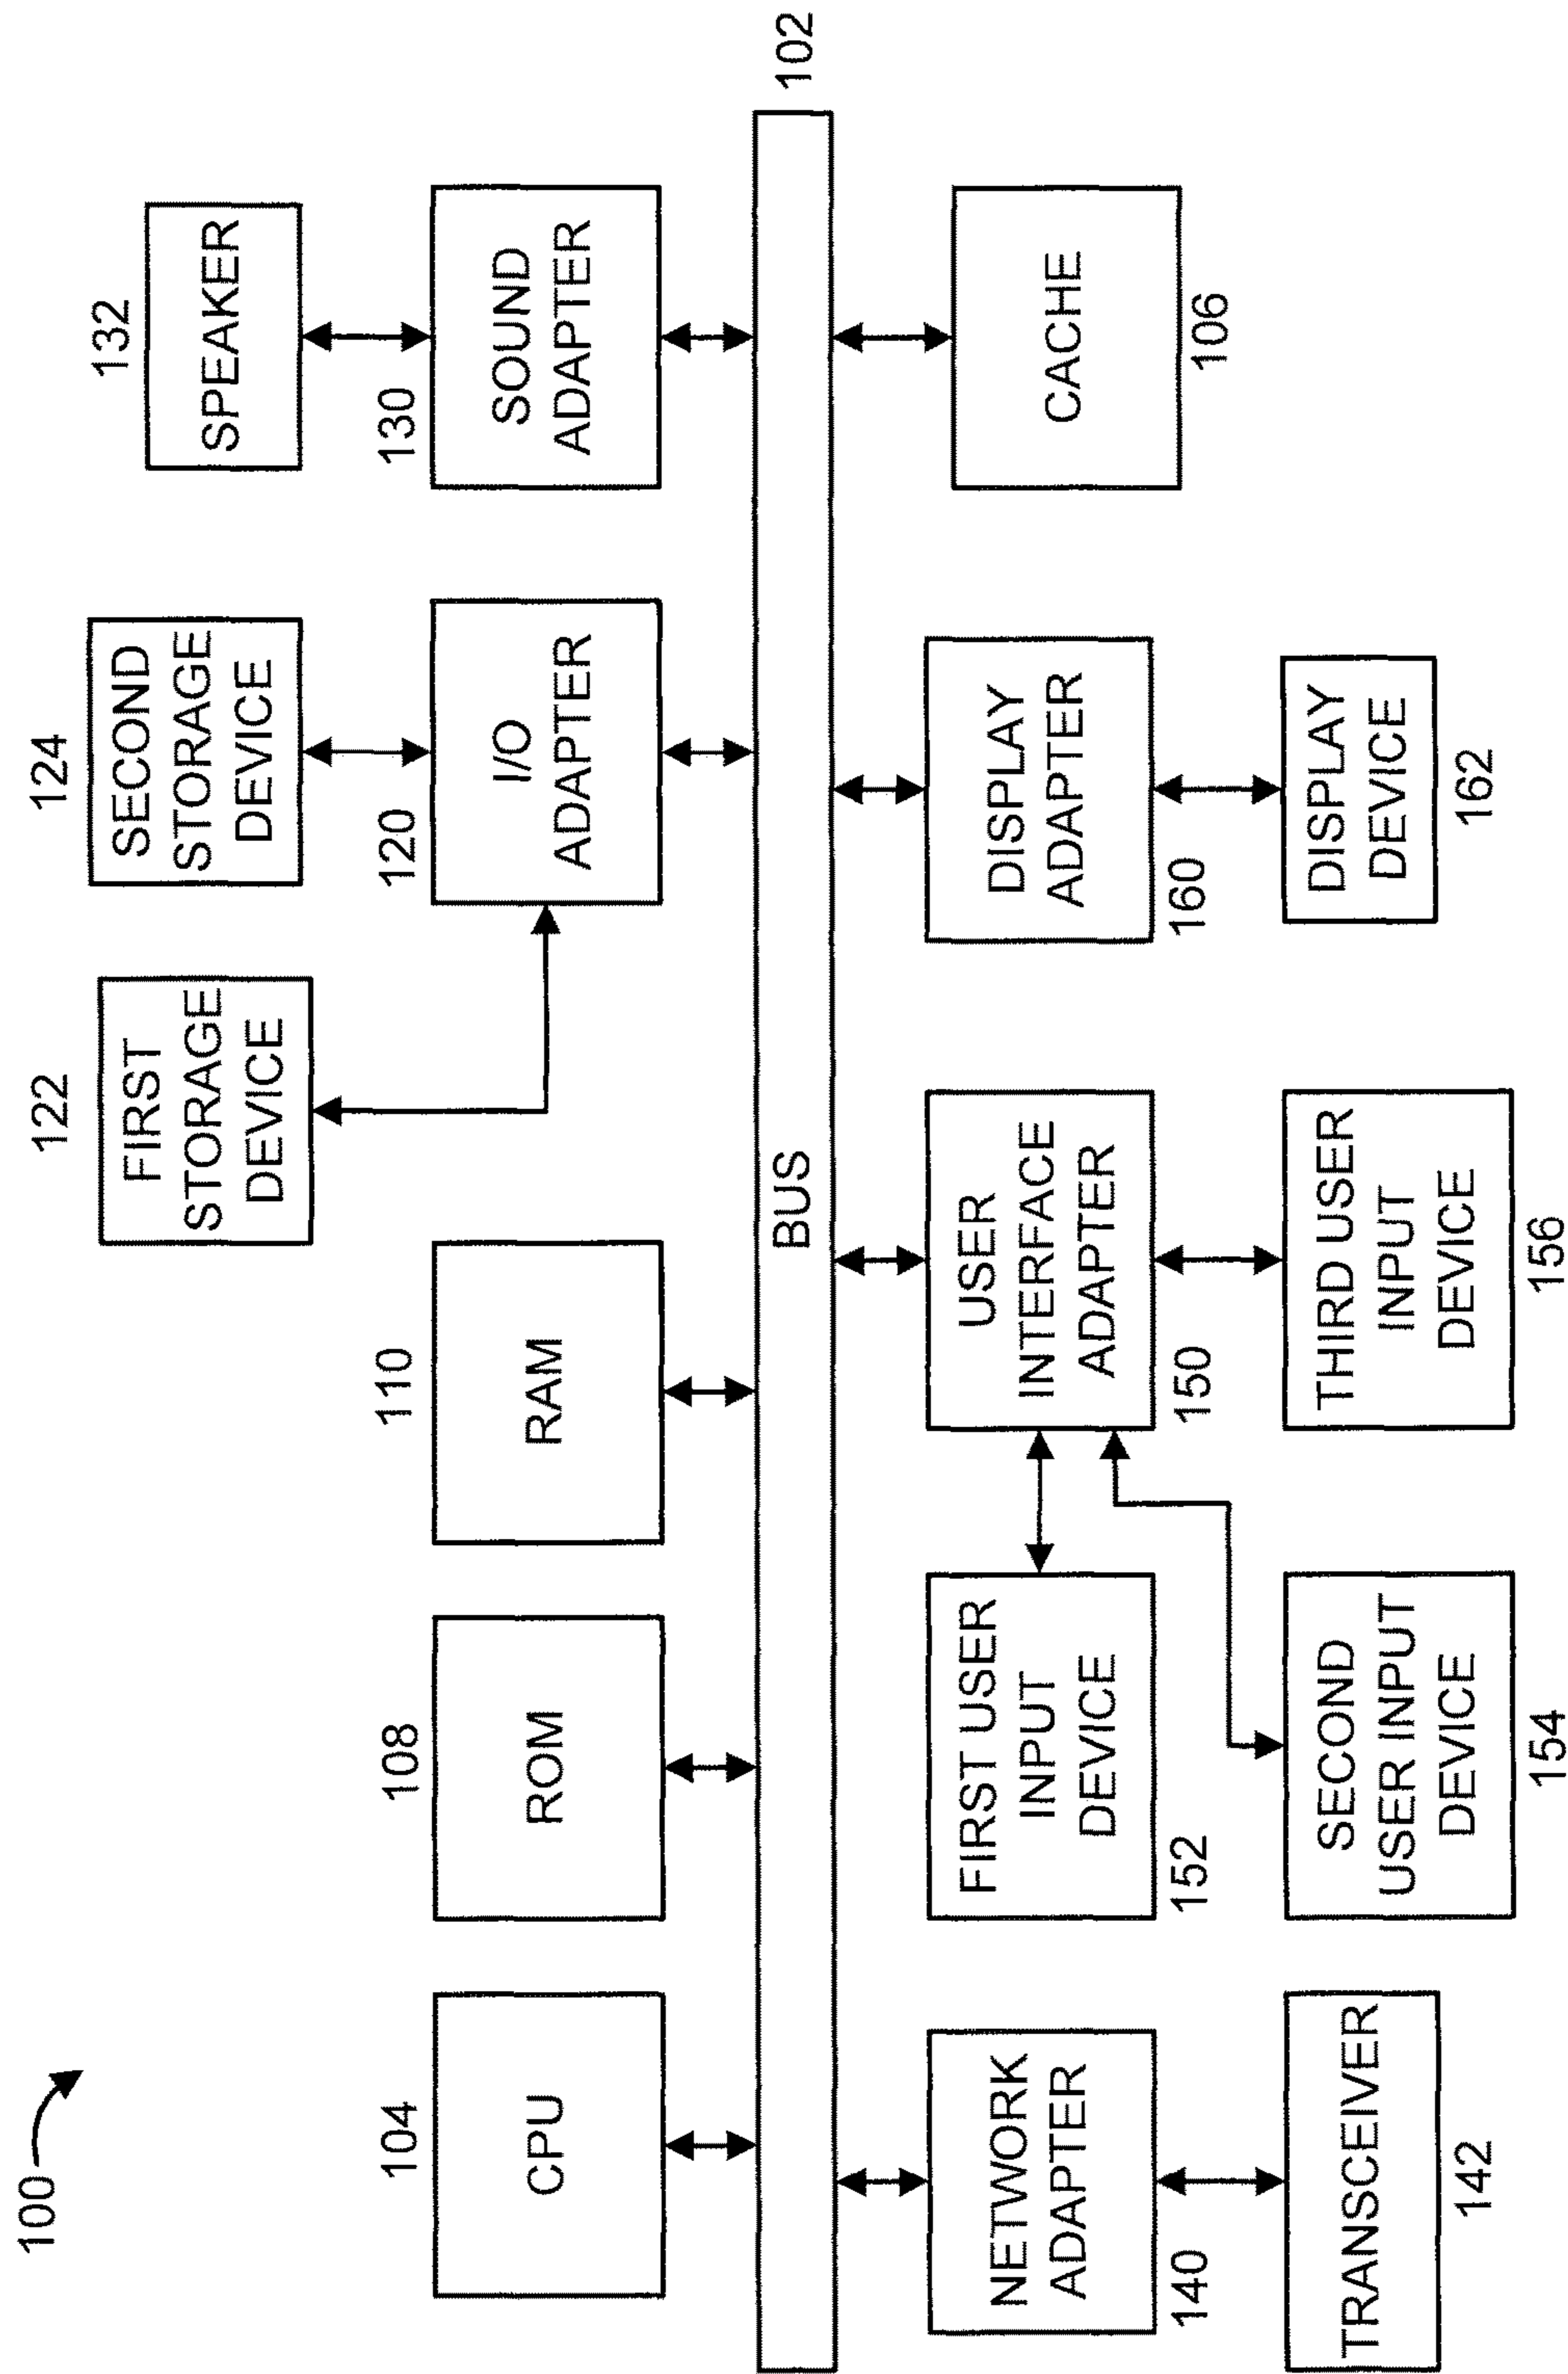 100
104
CPU
108
ROM
110
RAM
122
FIRST
STORAGE
DEVICE
124
SECOND
STORAGE
DEVICE
120
I/O
ADAPTER
132
SPEAKER
130
SOUND
ADAPTER
BUS
102
NETWORK
ADAPTER
140
TRANSCEIVER
142
FIRST USER
INPUT
DEVICE
152
SECOND
USER INPUT
DEVICE
154
USER
INTERFACE
ADAPTER
150
THIRD USER
INPUT
DEVICE
156
DISPLAY
ADAPTER
160
DISPLAY
DEVICE
162
CACHE
106